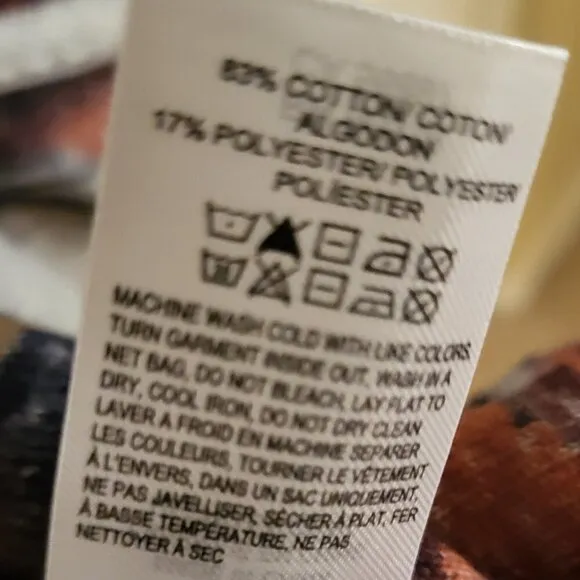 83% COTTON/ COTON/
ALGODON
17% POLYESTER/ POLYESTER/
POLIESTER
MACHINE WASH COLD WITH LIKE COLORS,
TURN GARMENT INSIDE OUT, WASH IN A
NET BAG, DO NOT BLEACH, LAY FLAT TO
DRY, COOL IRON, DO NOT DRY CLEAN
LAVER A FROID EN MACHINE SEPARER
LES COULEURS, TOURNER LE VÊTEMENT
À L'ENVERS, DANS UN SAC UNIQUEMENT,
NE PAS JAVELLISER, SÉCHER À PLAT, FER
À BASSE TEMPÉRATURE, NE PAS
NETTOYER À SEC